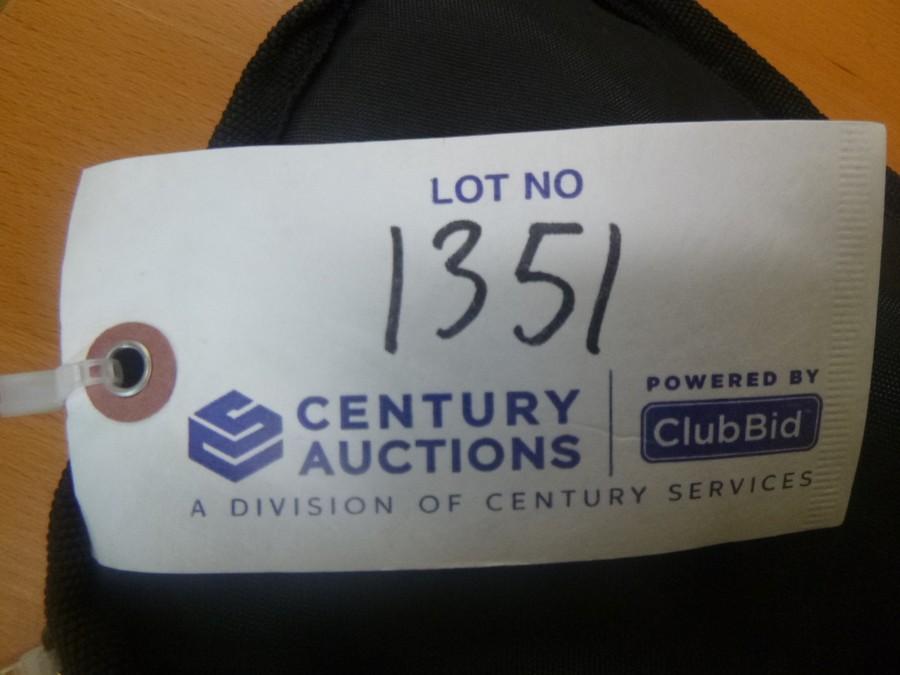 LOT NO
1351
CENTURY
AUCTIONS
POWERED BY
ClubBid
A DIVISION OF CENTURY SERVICES